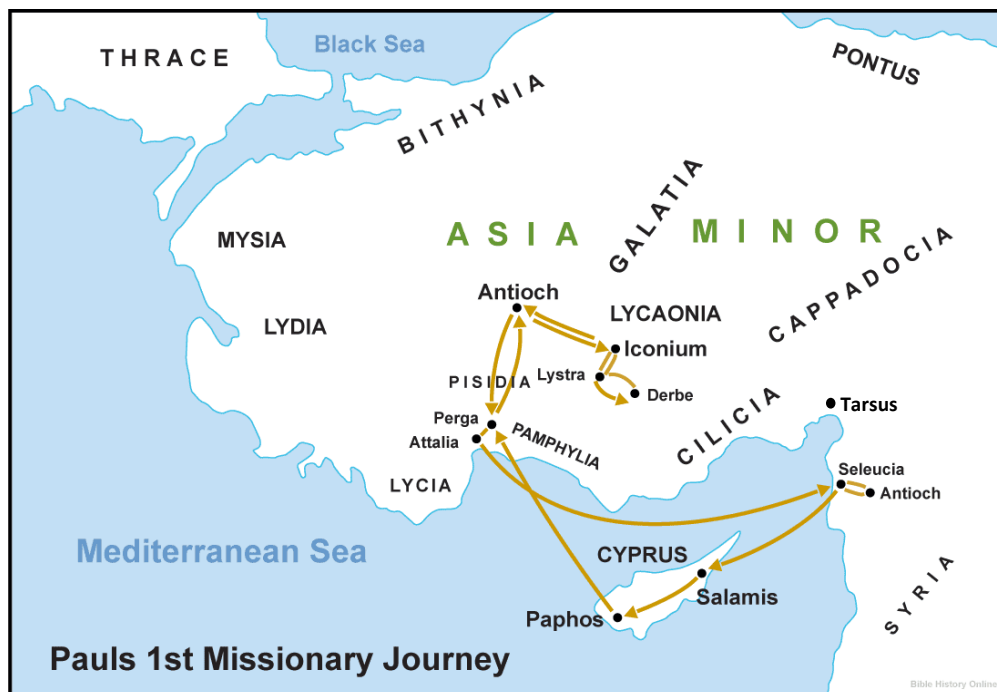 Black Sea
THRACE
PONTUS
BITHYNIA
GALATIA
MYSIA
ASIA MINOR
CAPPADOCIA
Antioch
LYCAONIA
LYDIA
Iconium
PISIDIA
Lystra
Derbe
Tarsus
Perga
PAMPHYLIA
CILICIA
Attalia
Seleucia
LYCIA
Antioch
Mediterranean Sea
CYPRUS
SYRIA
Salamis
Paphos
Pauls 1st Missionary Journey
Bible History Online